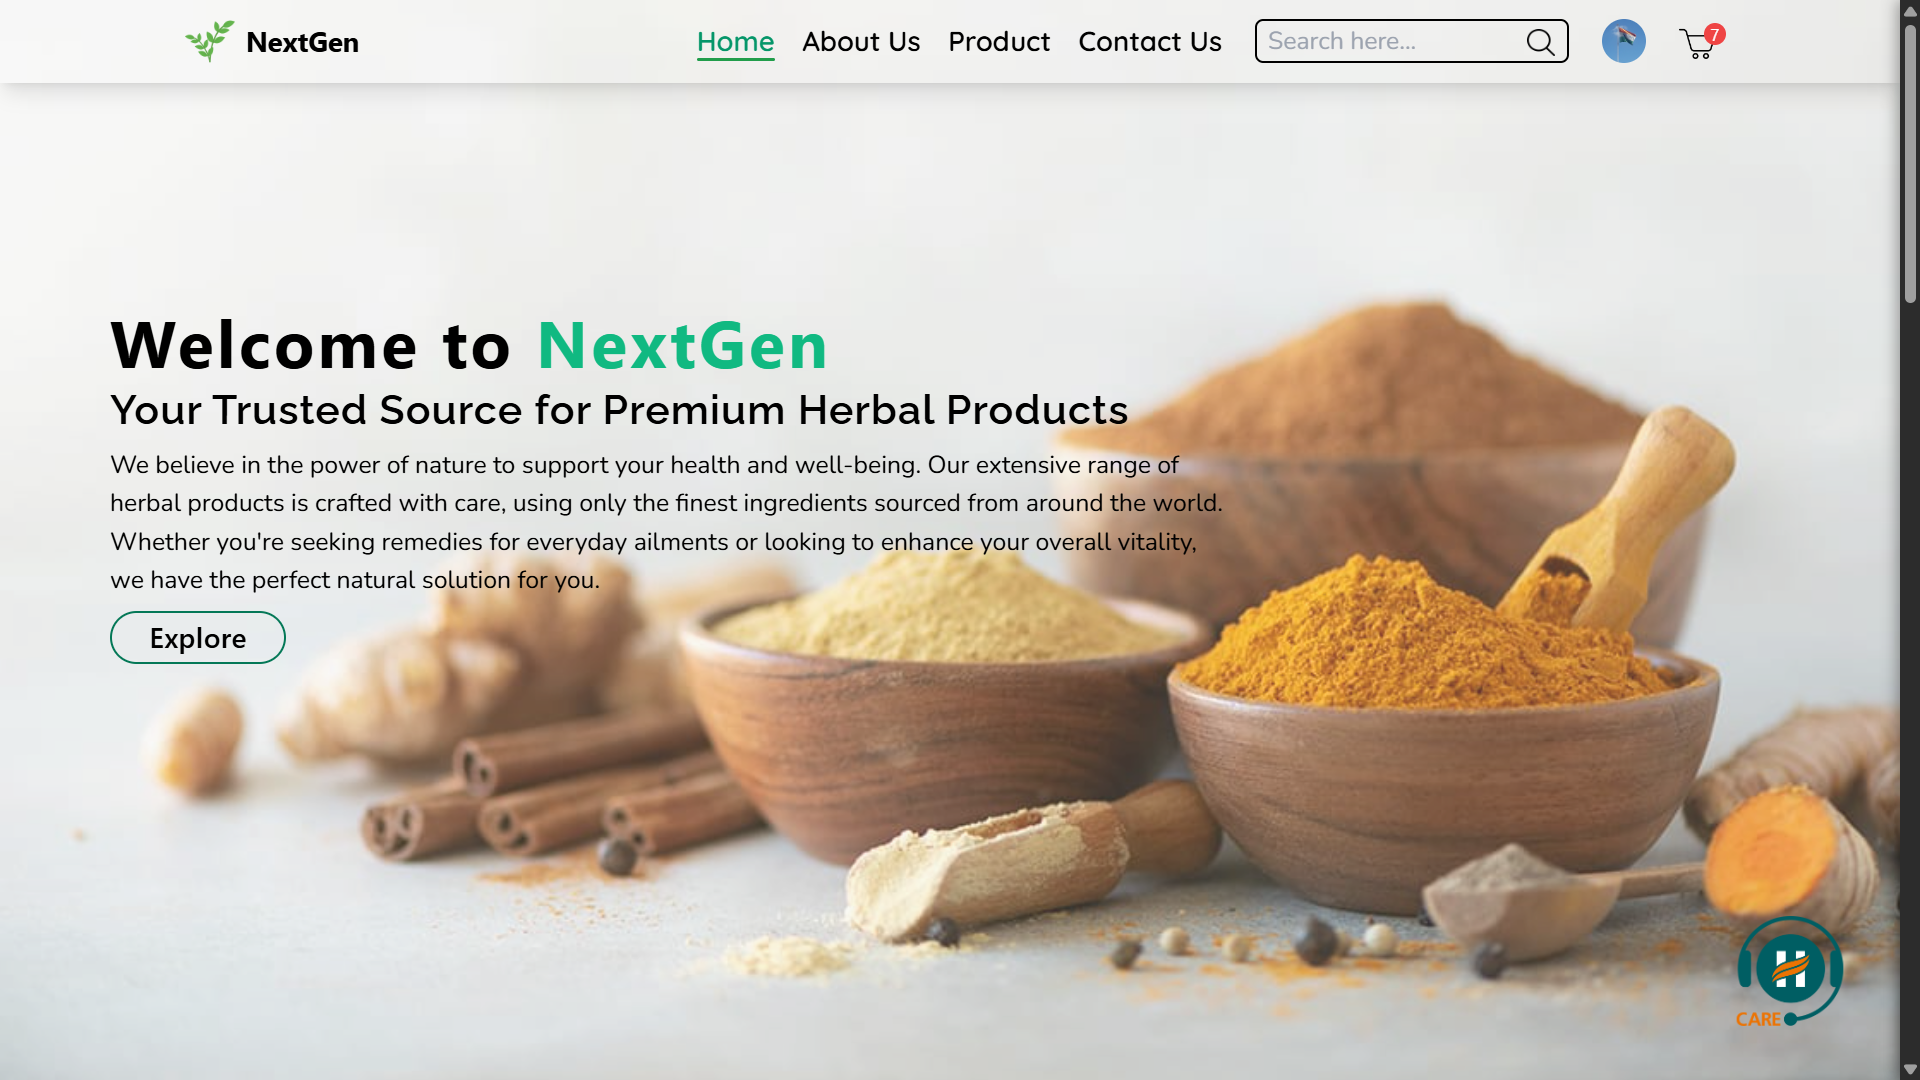 NextGen
Home About Us Product Contact Us Search here... 7
Welcome to NextGen
Your Trusted Source for Premium Herbal Products
We believe in the power of nature to support your health and well-being. Our extensive range of
herbal products is crafted with care, using only the finest ingredients sourced from around the world.
Whether you're seeking remedies for everyday ailments or looking to enhance your overall vitality,
we have the perfect natural solution for you.
Explore
H
CARE